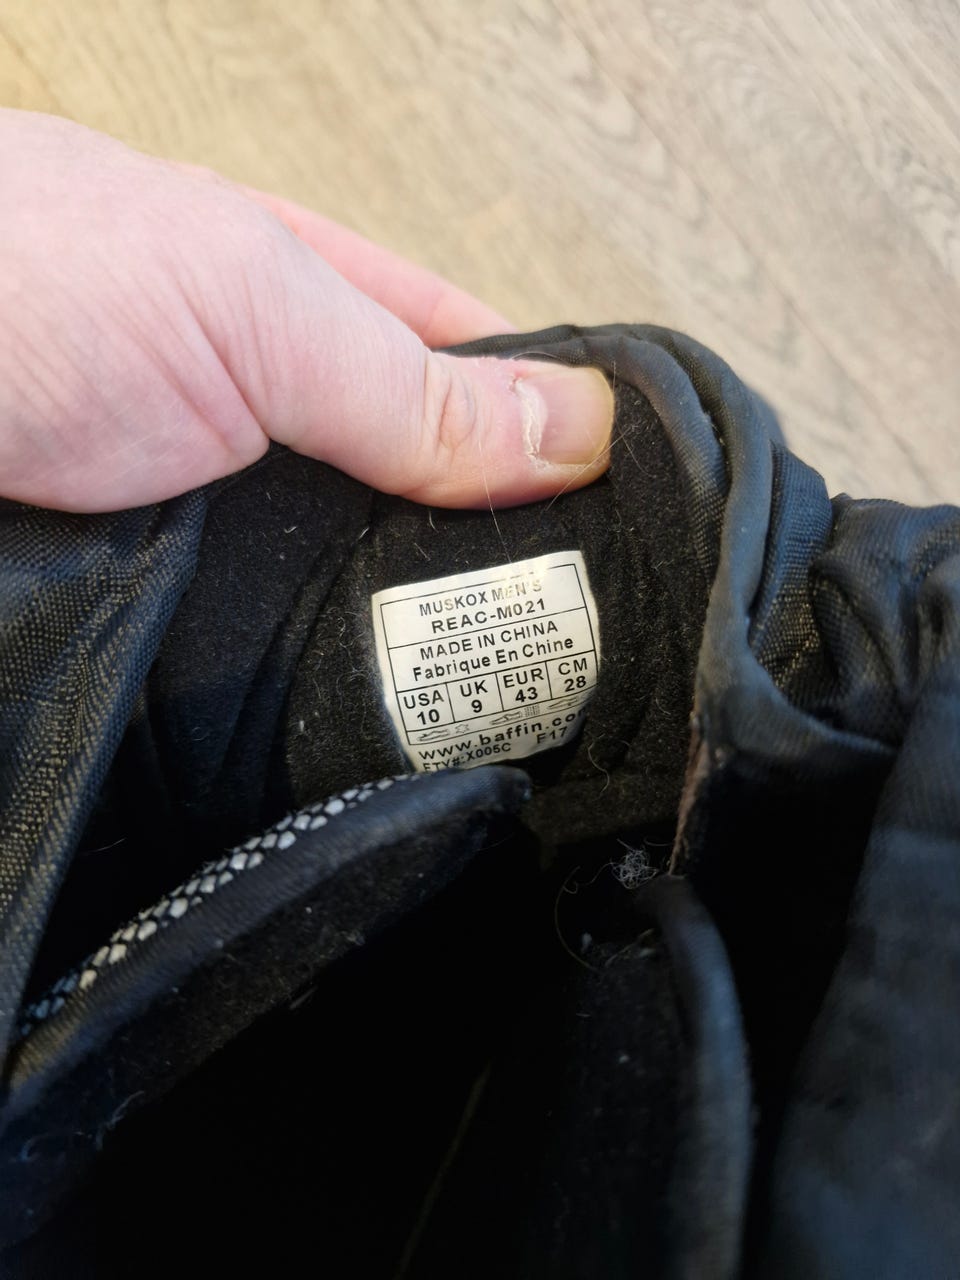 MUSKOX MEN'S
REAC-M021
MADE IN CHINA
Fabrique En Chine
USA UK EUR CM
10 9 43 28
www.baffin.co
FTY#:X005C F17